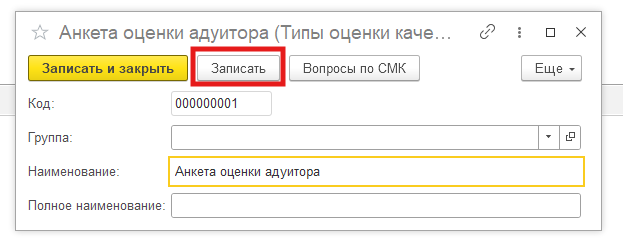 Анкета оценки адуитора (Типы оценки каче...
Записать и закрыть Записать Вопросы по СМК Еще
Код: 000000001
Группа:
Наименование: Анкета оценки адуитора
Полное наименование: